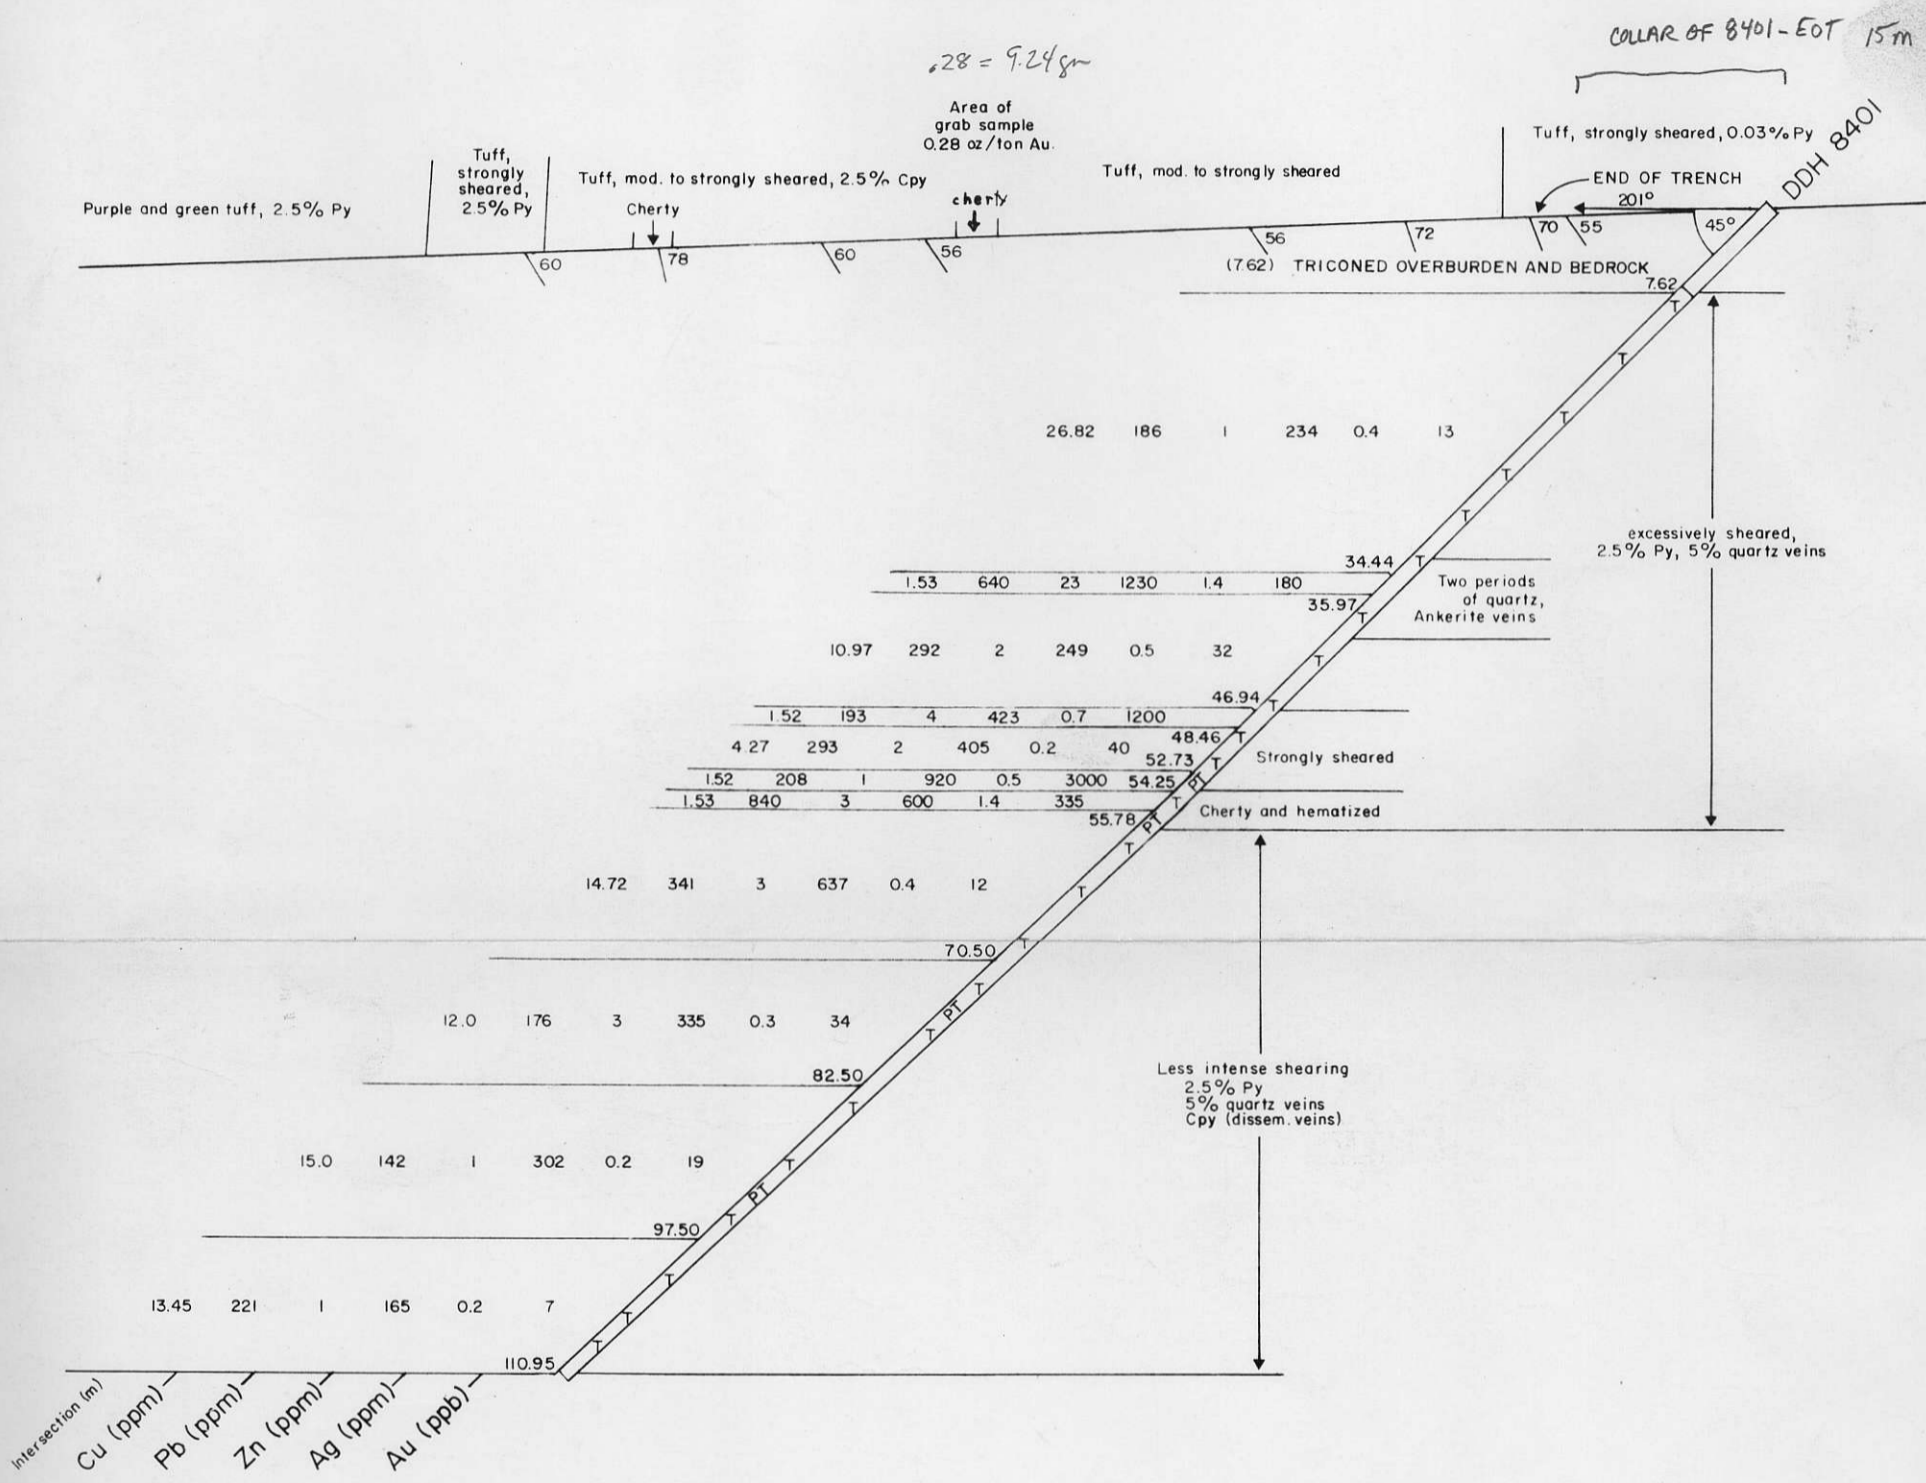 COLLAR OF 8401-EOT 15m
.28 = 9.24gm
Area of
grab sample
0.28 oz/ton Au.
DDH 8401
Tuff, strongly sheared, 0.03% Py
Tuff,
strongly
sheared,
2.5% Py
Tuff, mod. to strongly sheared, 2.5% Cpy
Tuff, mod. to strongly sheared
END OF TRENCH
201°
Purple and green tuff, 2.5% Py
Cherty
cherty
60
78
60
56
56
72
70
55
45°
(7.62) TRICONED OVERBURDEN AND BEDROCK
7.62
T
T
T
26.82 186 1 234 0.4 13
T
T
excessively sheared,
2.5% Py, 5% quartz veins
34.44
T
1.53 640 23 1230 1.4 180
Two periods
of quartz,
Ankerite veins
35.97
T
10.97 292 2 249 0.5 32
T
46.94
T
1.52 193 4 423 0.7 1200
48.46
T
4.27 293 2 405 0.2 40
52.73
T
Strongly sheared
1.52 208 1 920 0.5 3000 54.25
PT
1.53 840 3 600 1.4 335
T
Cherty and hematized
55.78
PT
T
14.72 341 3 637 0.4 12
T
70.50
T
T
PT
12.0 176 3 335 0.3 34
T
Less intense shearing
2.5% Py
5% quartz veins
Cpy (dissem. veins)
82.50
T
15.0 142 1 302 0.2 19
T
PT
T
97.50
T
13.45 221 1 165 0.2 7
T
T
110.95
Intersection (m)
Cu (ppm)
Pb (ppm)
Zn (ppm)
Ag (ppm)
Au (ppb)